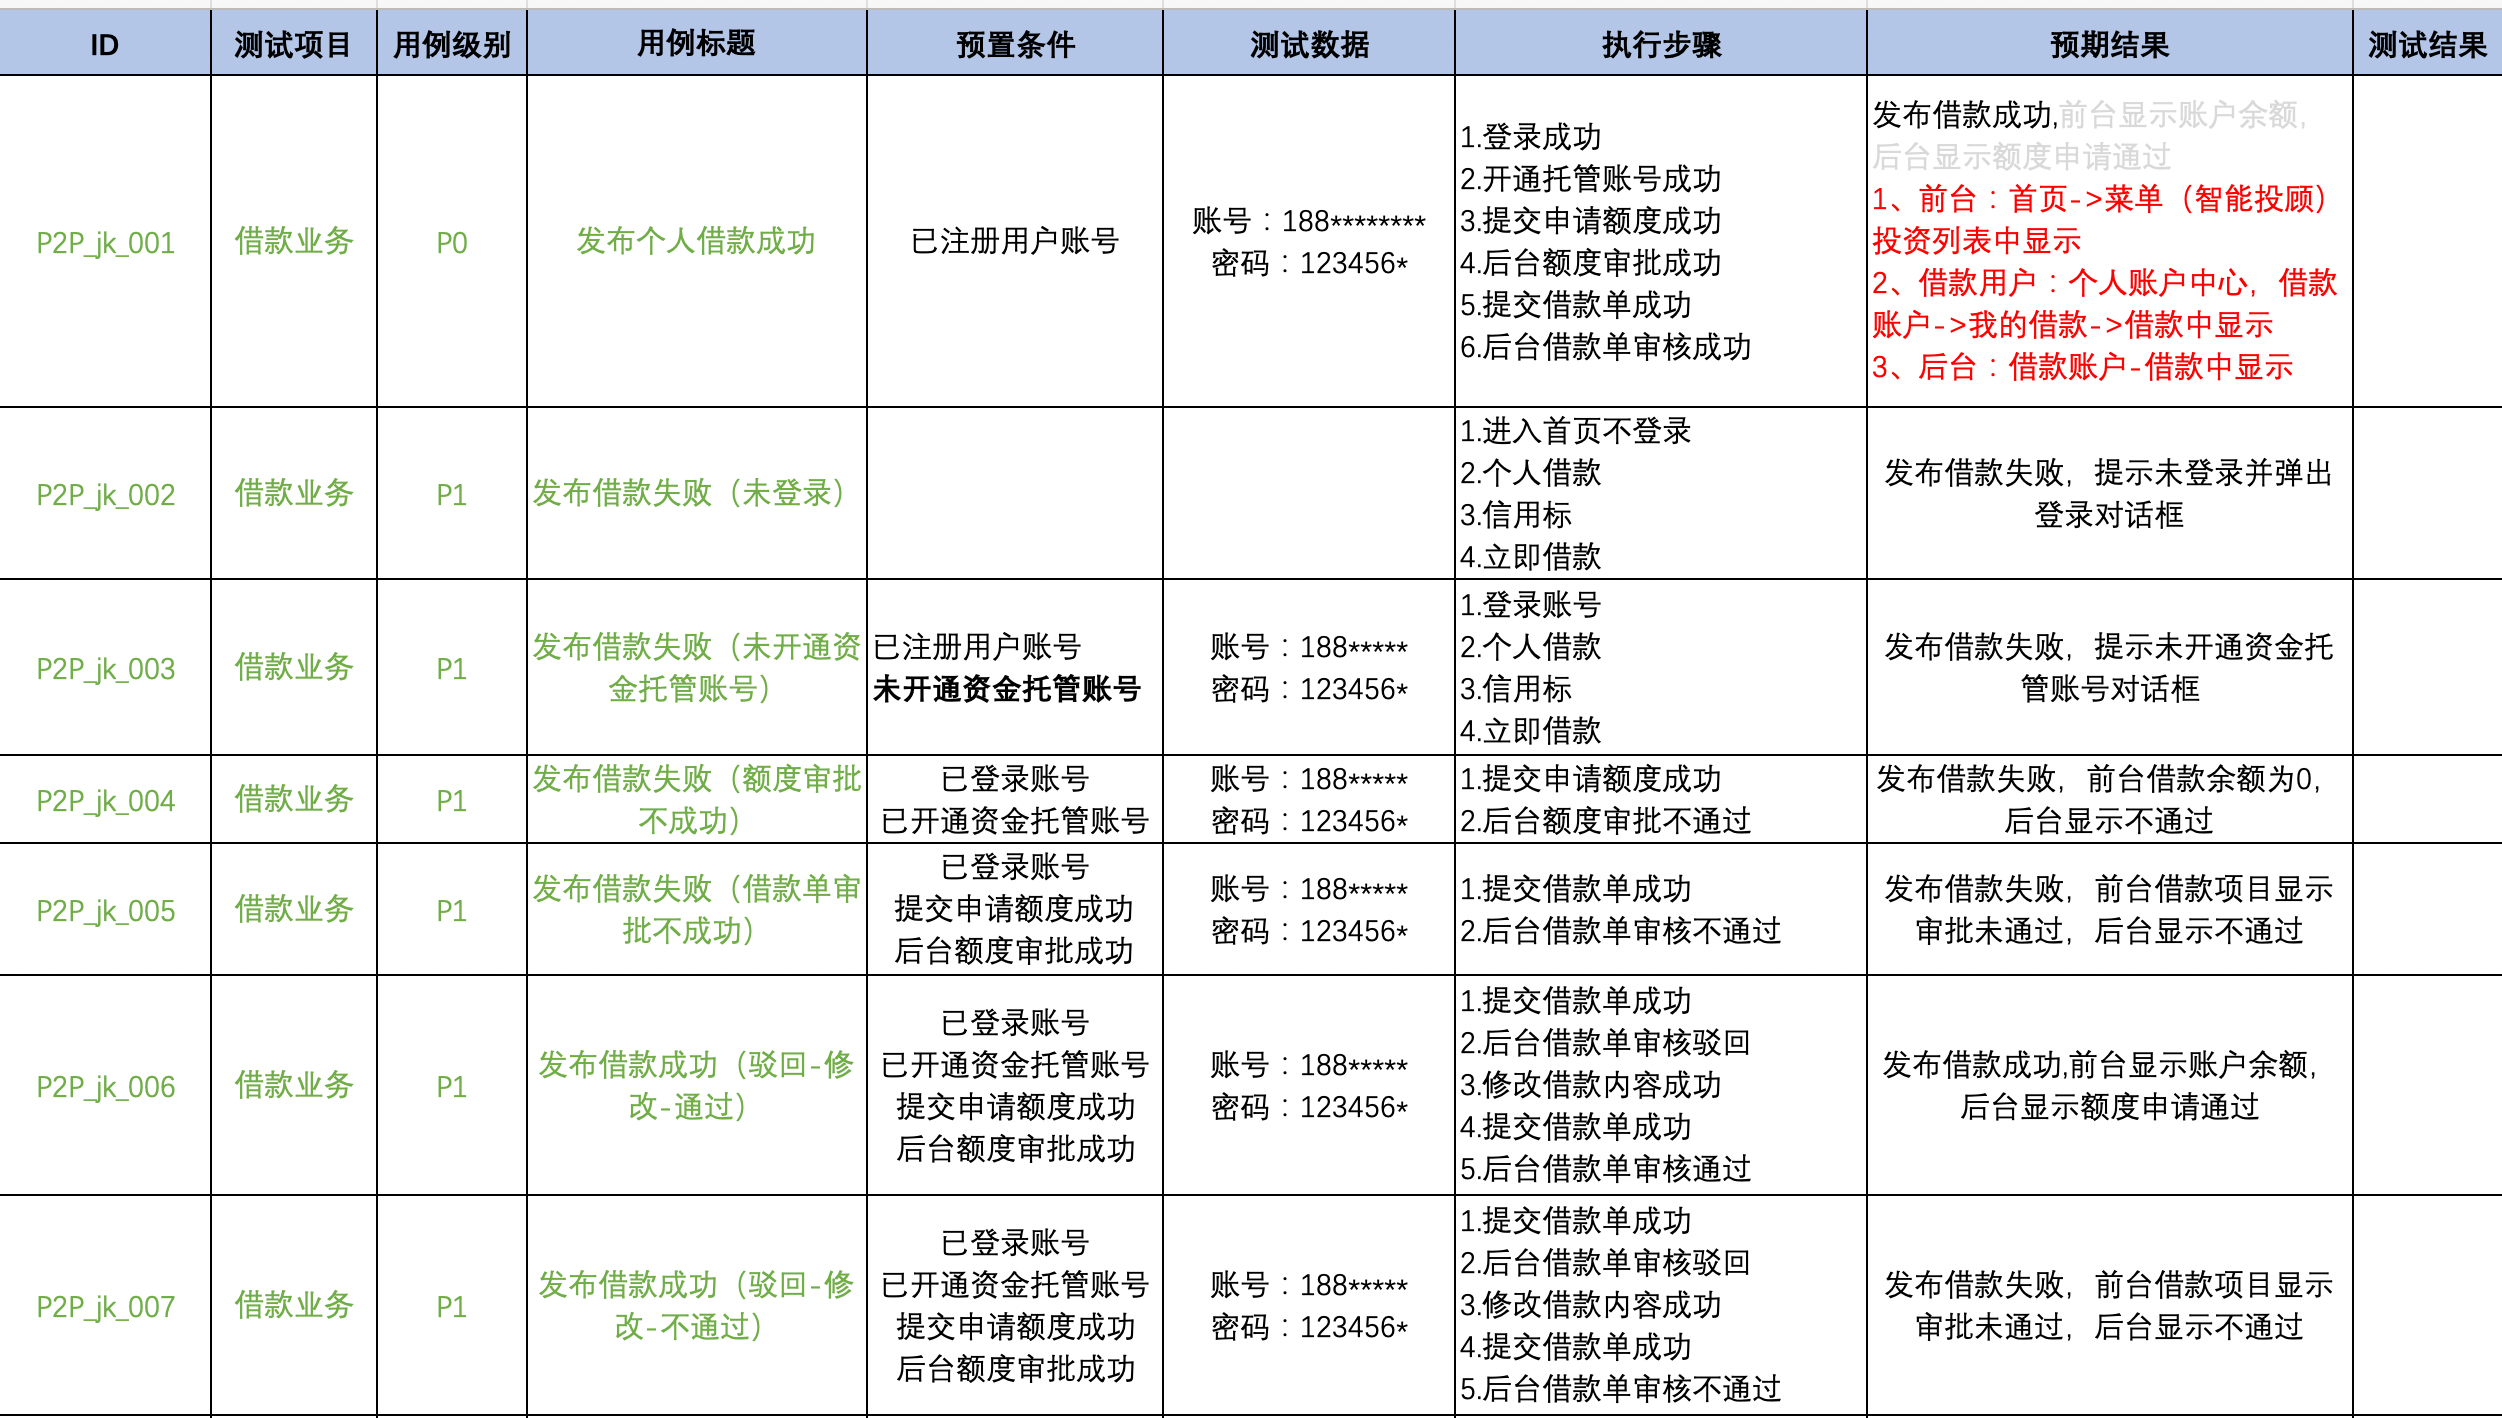 ID 测试项目 用例级别 用例标题 预置条件 测试数据 执行步骤 预期结果 测试结果
P2P_jk_001
借款业务
P0
发布个人借款成功
已注册用户账号
账号：188********
密码：123456*
1.登录成功
2.开通托管账号成功
3.提交申请额度成功
4.后台额度审批成功
5.提交借款单成功
6.后台借款单审核成功
发布借款成功,前台显示账户余额,
后台显示额度申请通过
1、前台：首页->菜单（智能投顾）
投资列表中显示
2、借款用户：个人账户中心，借款
账户->我的借款->借款中显示
3、后台：借款账户-借款中显示
P2P_jk_002
借款业务
P1
发布借款失败（未登录）
1.进入首页不登录
2.个人借款
3.信用标
4.立即借款
发布借款失败，提示未登录并弹出
登录对话框
P2P_jk_003
借款业务
P1
发布借款失败（未开通资
金托管账号）
已注册用户账号
未开通资金托管账号
账号：188*****
密码：123456*
1.登录账号
2.个人借款
3.信用标
4.立即借款
发布借款失败，提示未开通资金托
管账号对话框
P2P_jk_004
借款业务
P1
发布借款失败（额度审批
不成功）
已登录账号
已开通资金托管账号
账号：188*****
密码：123456*
1.提交申请额度成功
2.后台额度审批不通过
发布借款失败，前台借款余额为0，
后台显示不通过
P2P_jk_005
借款业务
P1
发布借款失败（借款单审
批不成功）
已登录账号
提交申请额度成功
后台额度审批成功
账号：188*****
密码：123456*
1.提交借款单成功
2.后台借款单审核不通过
发布借款失败，前台借款项目显示
审批未通过，后台显示不通过
P2P_jk_006
借款业务
P1
发布借款成功（驳回-修
改-通过）
已登录账号
已开通资金托管账号
提交申请额度成功
后台额度审批成功
账号：188*****
密码：123456*
1.提交借款单成功
2.后台借款单审核驳回
3.修改借款内容成功
4.提交借款单成功
5.后台借款单审核通过
发布借款成功,前台显示账户余额，
后台显示额度申请通过
P2P_jk_007
借款业务
P1
发布借款成功（驳回-修
改-不通过）
已登录账号
已开通资金托管账号
提交申请额度成功
后台额度审批成功
账号：188*****
密码：123456*
1.提交借款单成功
2.后台借款单审核驳回
3.修改借款内容成功
4.提交借款单成功
5.后台借款单审核不通过
发布借款失败，前台借款项目显示
审批未通过，后台显示不通过